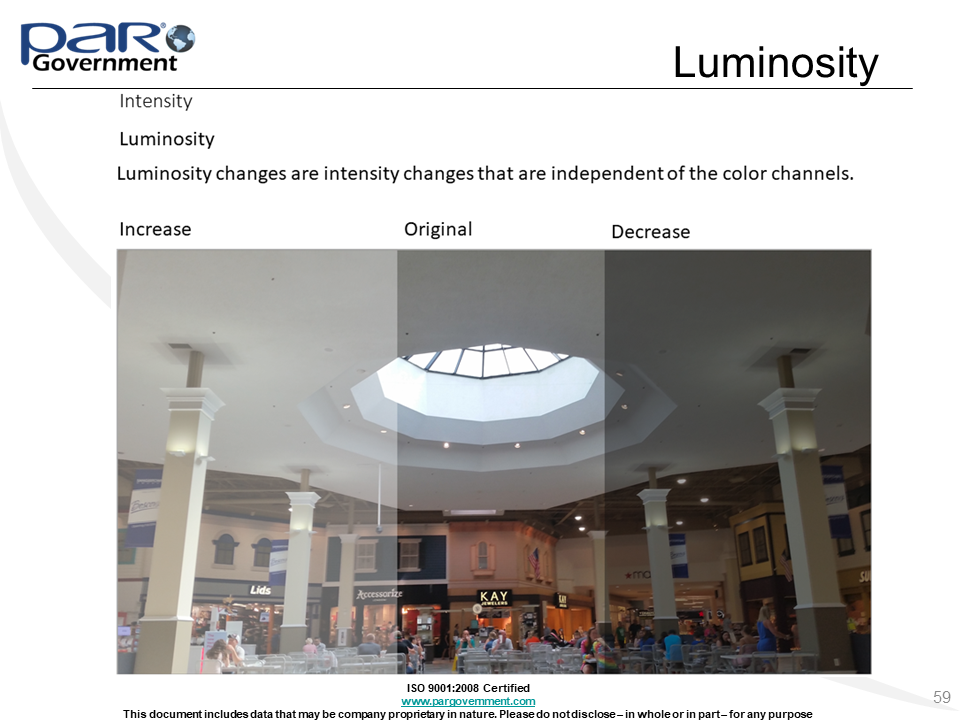 PAR® Government
Luminosity
Intensity
Luminosity
Luminosity changes are intensity changes that are independent of the color channels.
Increase Original Decrease
Lids
Accessorize
KAY
JEWELERS
KAY
ISO 9001:2008 Certified
www.pargovernment.com
This document includes data that may be company proprietary in nature. Please do not disclose – in whole or in part – for any purpose
59